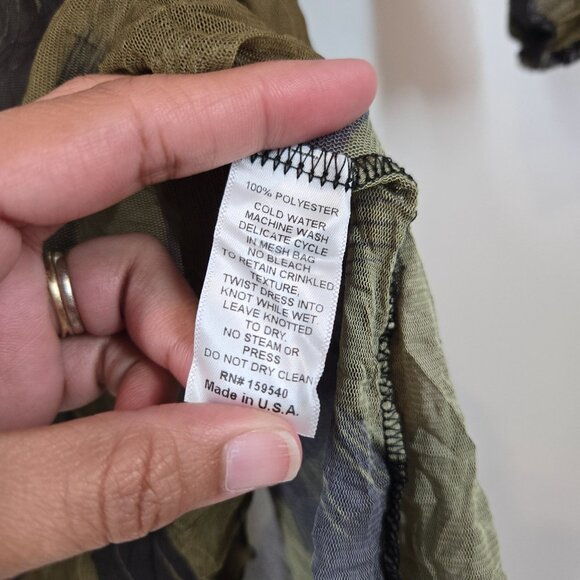 100% POLYESTER
COLD WATER
MACHINE WASH
DELICATE CYCLE
IN MESH BAG
NO BLEACH
TO RETAIN CRINKLED
TEXTURE,
TWIST DRESS INTO
KNOT WHILE WET
LEAVE KNOTTED
TO DRY.
NO STEAM OR
PRESS
DO NOT DRY CLEAN
RN# 159540
Made in U.S.A.